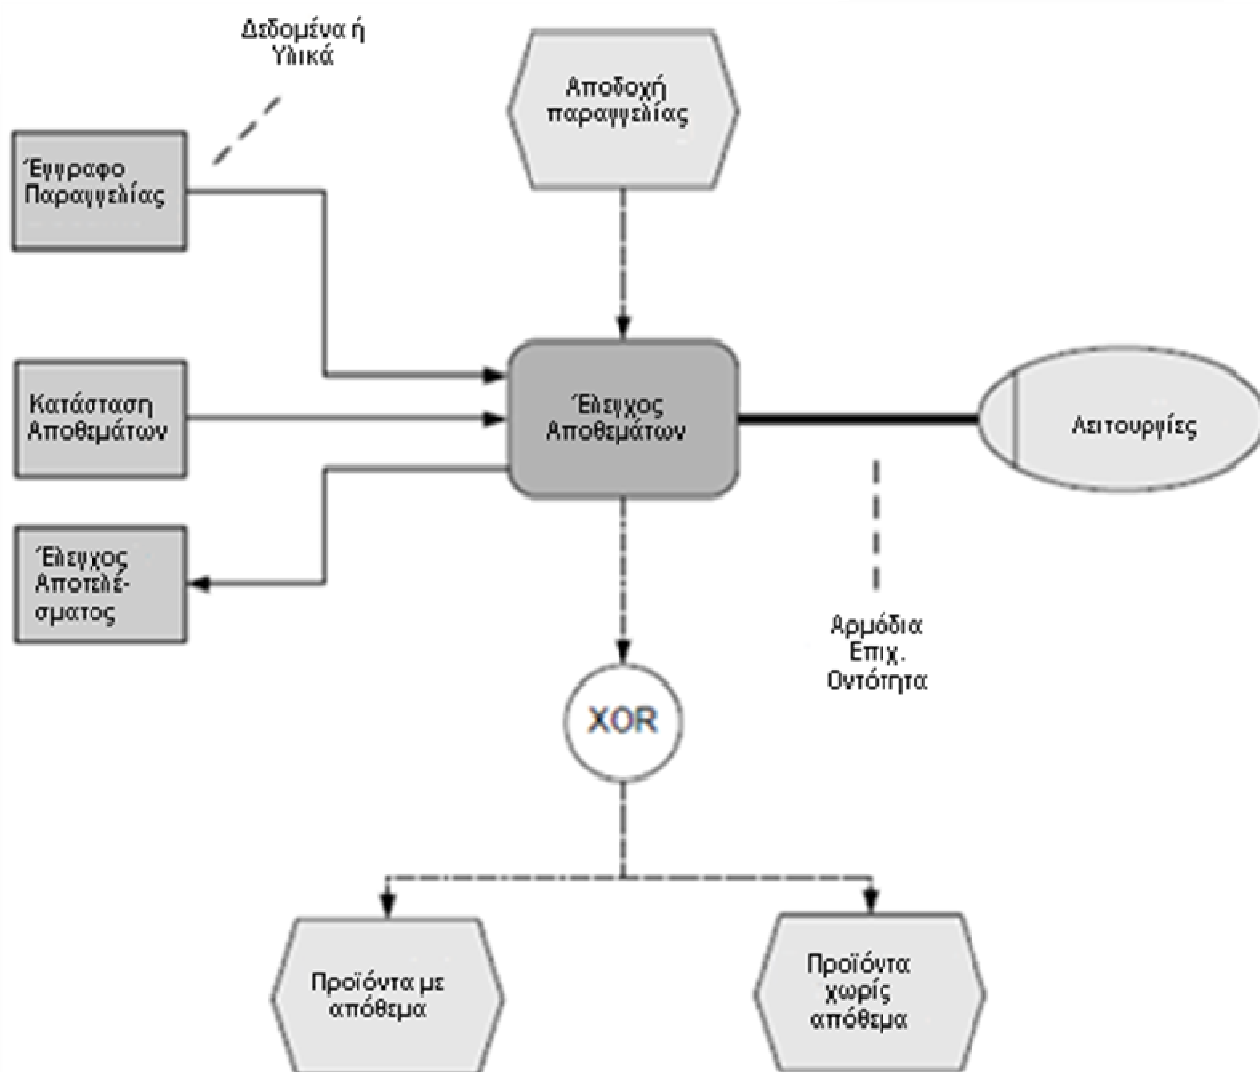 Δεδομένα ή
Υλικά
Αποδοχή
παραγγελίας
Έγγραφο
Παραγγελίας
Κατάσταση
Αποθεμάτων
Έλεγχος
Αποθεμάτων
Λειτουργίες
Έλεγχος
Αποτελέ-
σματος
Αρμόδια
Επιχ.
Οντότητα
XOR
Προϊόντα με
απόθεμα
Προϊόντα
χωρίς
απόθεμα